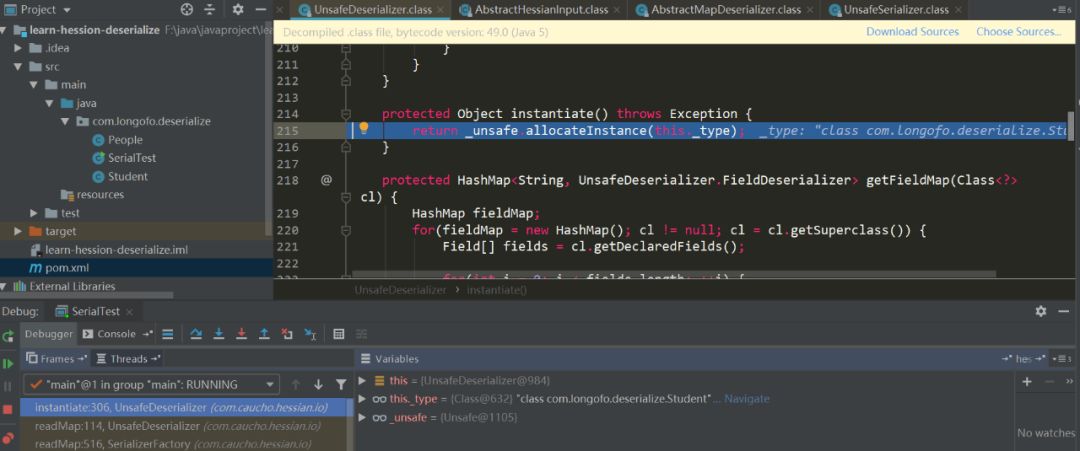 Project
UnsafeDeserializer.class
AbstractHessianInput.class
AbstractMapDeserializer.class
UnsafeSerializer.class
learn-hession-deserialize F:\java\javaproject\lea
Decompiled .class file, bytecode version: 49.0 (Java 5)
Download Sources
Choose Sources...
.idea
src
main
java
com.longofo.deserialize
People
SerialTest
Student
resources
test
target
learn-hession-deserialize.iml
pom.xml
External Libraries
210 }
211 }
212 }
213
214 protected Object instantiate() throws Exception {
215 return _unsafe.allocateInstance(this._type); _type: "class com.longofo.deserialize.Stu
216 }
217
218 @ protected HashMap<String, UnsafeDeserializer.FieldDeserializer> getFieldMap(Class<?>
cl) {
219 HashMap fieldMap;
220 for(fieldMap = new HashMap(); cl != null; cl = cl.getSuperclass()) {
221 Field[] fields = cl.getDeclaredFields();
222
223 for(int i = 0; i < fields.length; ++i) {
UnsafeDeserializer › instantiate()
Debug: SerialTest
Debugger
Console
Frames
Threads
Variables
hes
"main"@1 in group "main": RUNNING
instantiate:306, UnsafeDeserializer (com.caucho.hessian.io)
readMap:114, UnsafeDeserializer (com.caucho.hessian.io)
readMap:516, SerializerFactory (com.caucho.hessian.io)
this = {UnsafeDeserializer@984}
this._type = {Class@632} "class com.longofo.deserialize.Student"... Navigate
_unsafe = {Unsafe@1105}
No watches